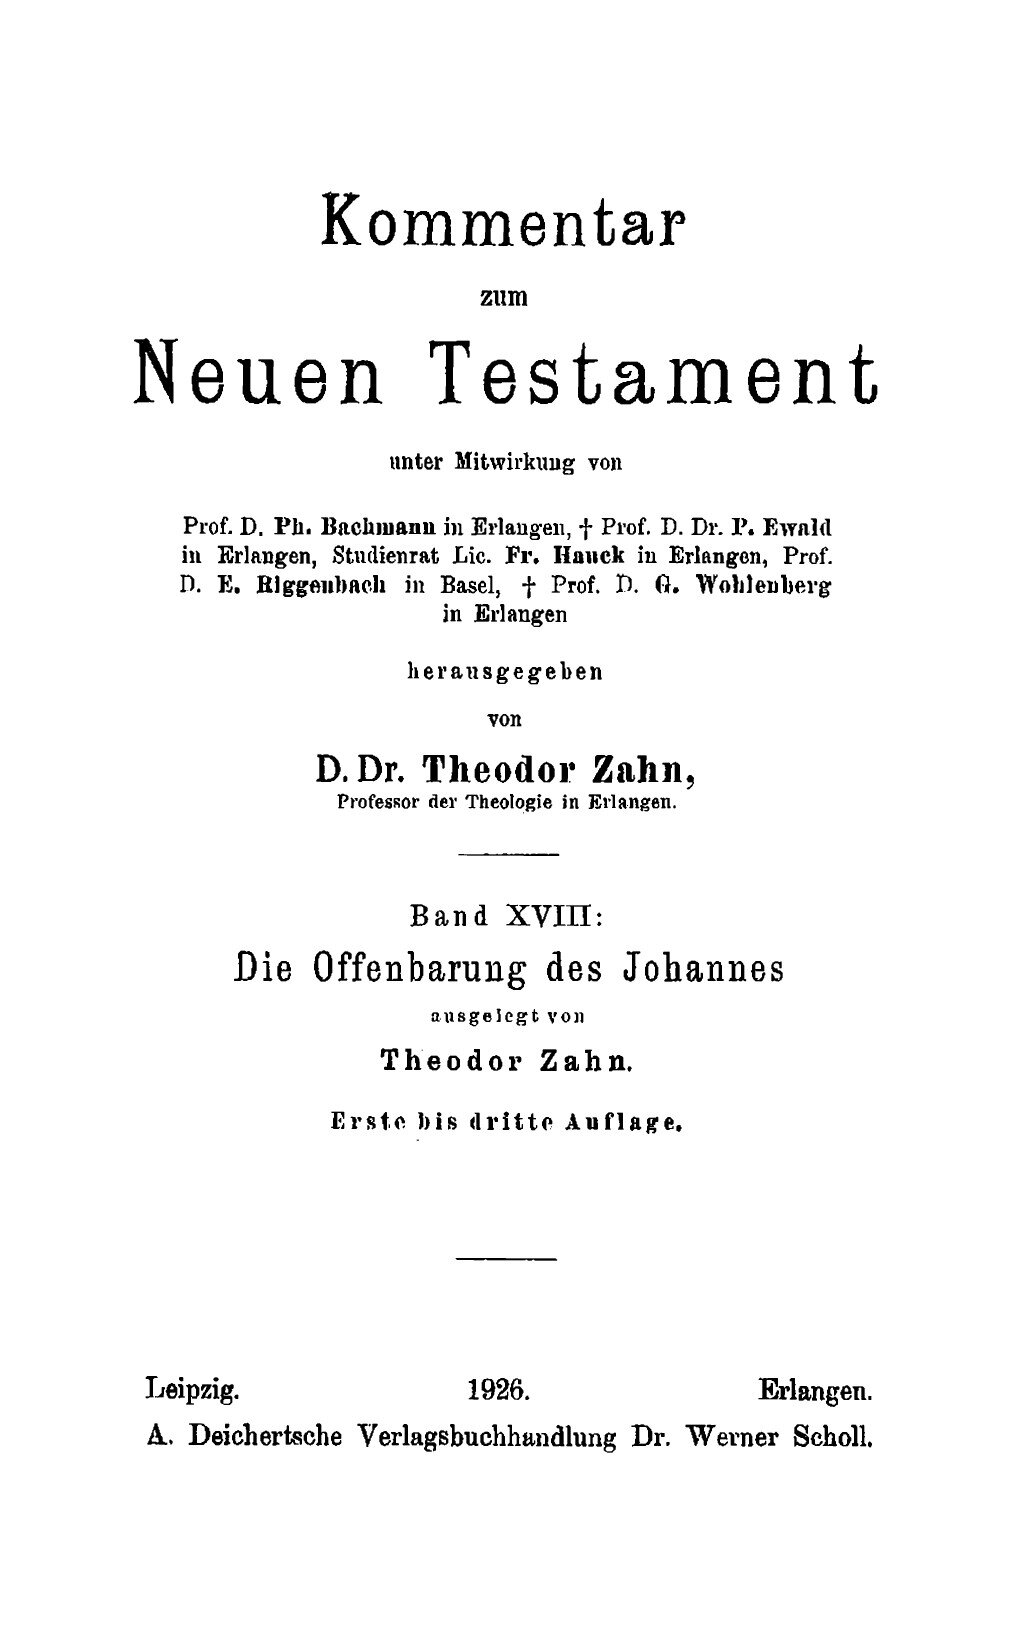 Kommentar
zum
Neuen Testament
unter Mitwirkung von
Prof. D. Ph. Bachmann in Erlangen, † Prof. D. Dr. P. Ewald
in Erlangen, Studienrat Lic. Fr. Hauck in Erlangen, Prof.
D. E. Riggenbach in Basel, † Prof. D. G. Wohlenberg
in Erlangen
herausgegeben
von
D. Dr. Theodor Zahn,
Professor der Theologie in Erlangen.
Band XVIII:
Die Offenbarung des Johannes
ausgelegt von
Theodor Zahn.
Erste bis dritte Auflage.
Leipzig. 1926. Erlangen.
A. Deichertsche Verlagsbuchhandlung Dr. Werner Scholl.